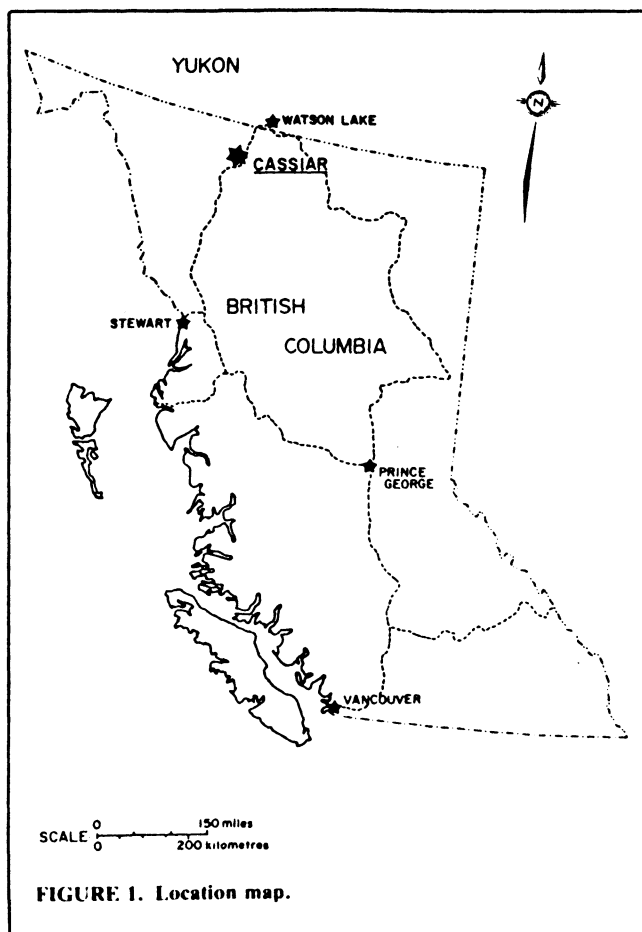 YUKON
N
WATSON LAKE
CASSIAR
BRITISH
STEWART
COLUMBIA
PRINCE
GEORGE
VANCOUVER
0 150 miles
SCALE
0 200 kilometres
FIGURE 1. Location map.